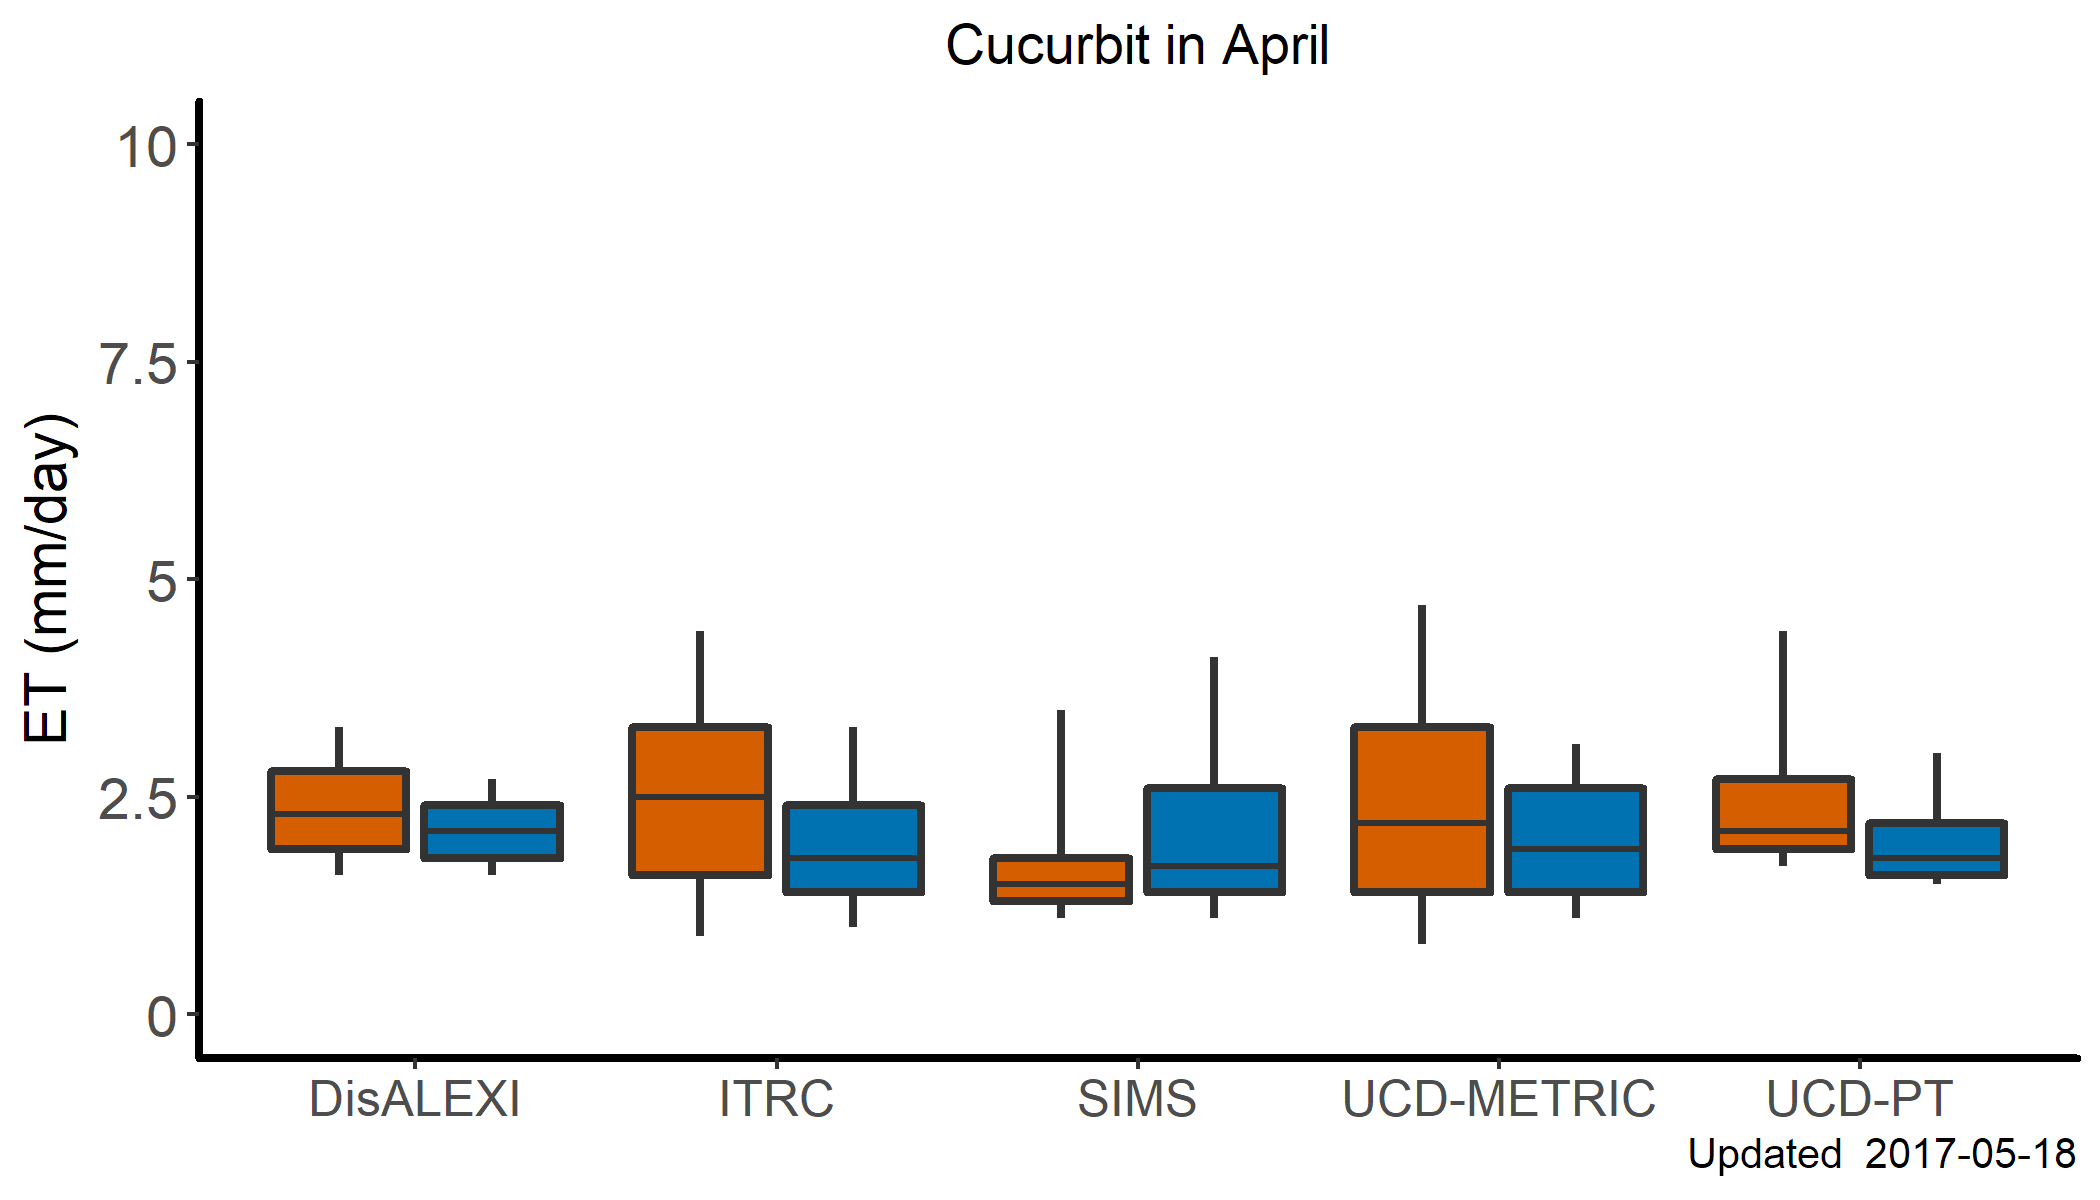 Cucurbit in April
ET (mm/day)
10
7.5
5
2.5
0
DisALEXI ITRC SIMS UCD-METRIC UCD-PT
Updated  2017-05-18